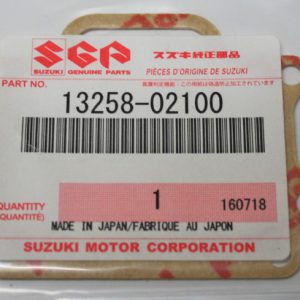 SGP
スズキ純正部品
SUZUKI GENUINE PARTS
PIÈCES D'ORIGINE DE SUZUKI
PART NO.
13258-02100
QUANTITY
(QUANTITÉ)
1
160718
MADE IN JAPAN/FABRIQUE AU JAPON
SUZUKI MOTOR CORPORATION